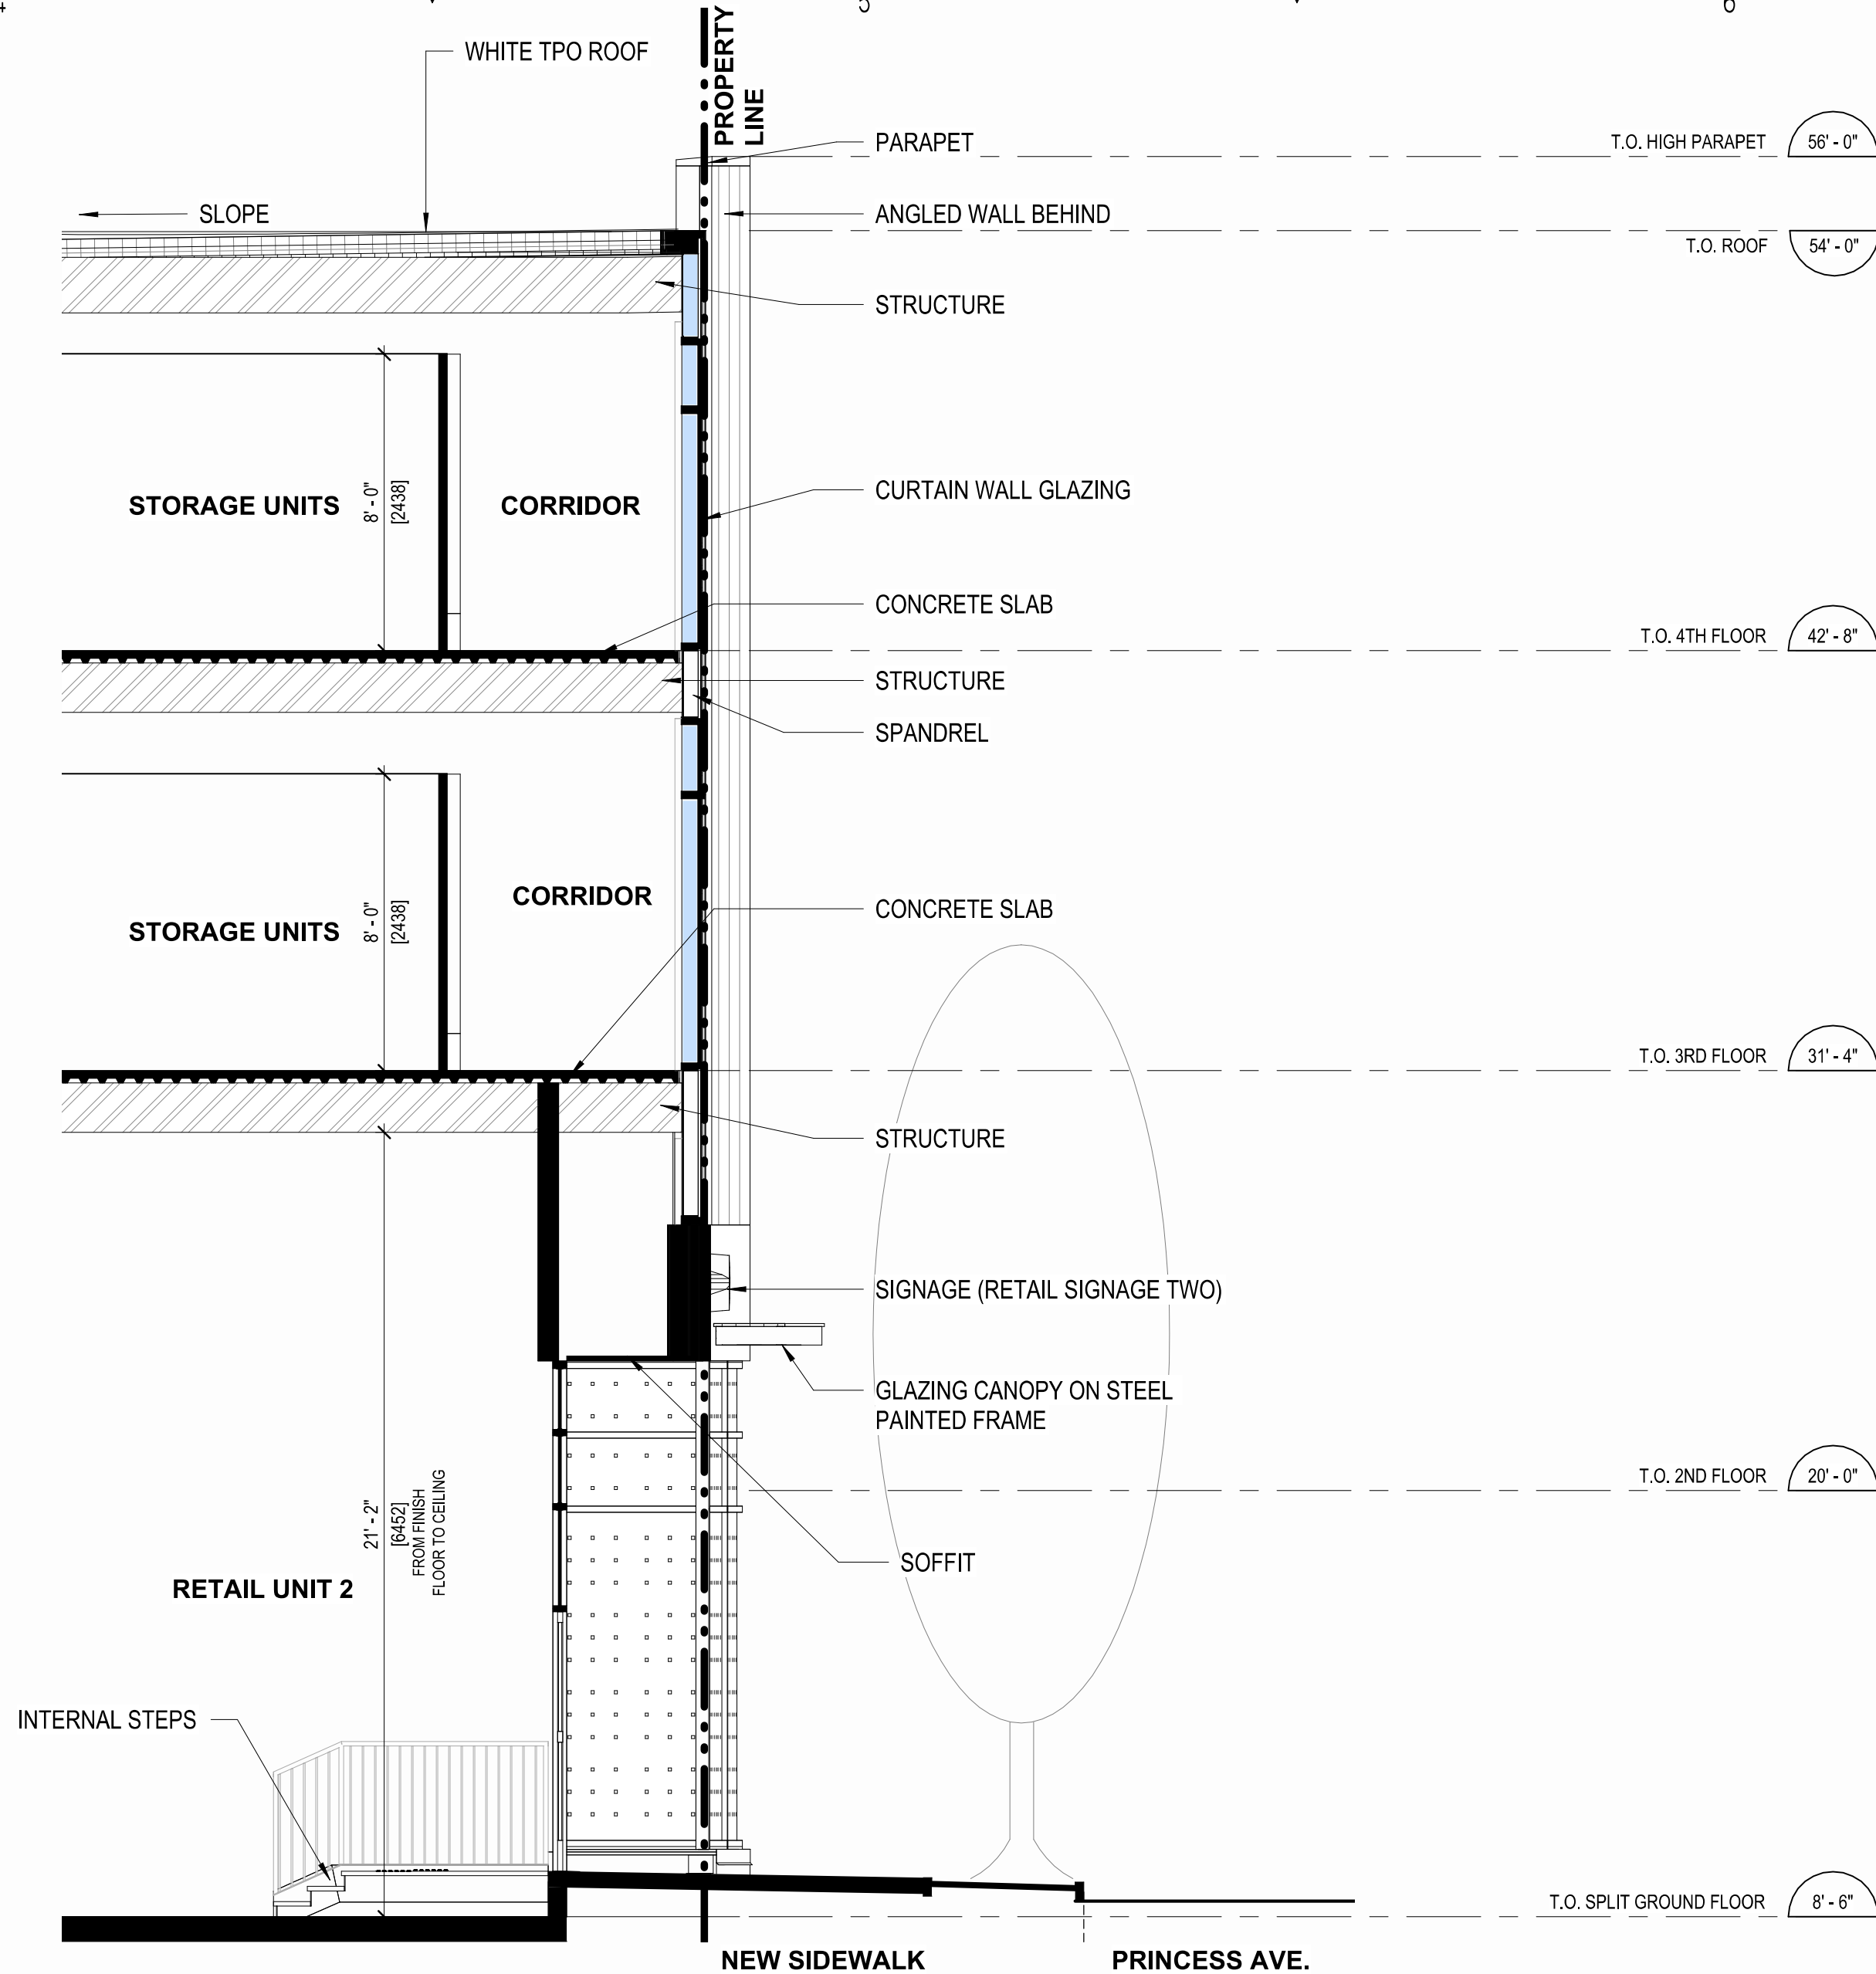 4
5
6
WHITE TPO ROOF
PROPERTY
LINE
PARAPET
T.O. HIGH PARAPET
56' - 0"
SLOPE
ANGLED WALL BEHIND
T.O. ROOF
54' - 0"
STRUCTURE
STORAGE UNITS
8' - 0"
[2438]
CORRIDOR
CURTAIN WALL GLAZING
CONCRETE SLAB
T.O. 4TH FLOOR
42' - 8"
STRUCTURE
SPANDREL
STORAGE UNITS
8' - 0"
[2438]
CORRIDOR
CONCRETE SLAB
T.O. 3RD FLOOR
31' - 4"
STRUCTURE
SIGNAGE (RETAIL SIGNAGE TWO)
GLAZING CANOPY ON STEEL
PAINTED FRAME
T.O. 2ND FLOOR
20' - 0"
21' - 2"
[6452]
FROM FINISH
FLOOR TO CEILING
SOFFIT
RETAIL UNIT 2
INTERNAL STEPS
T.O. SPLIT GROUND FLOOR
8' - 6"
NEW SIDEWALK
PRINCESS AVE.